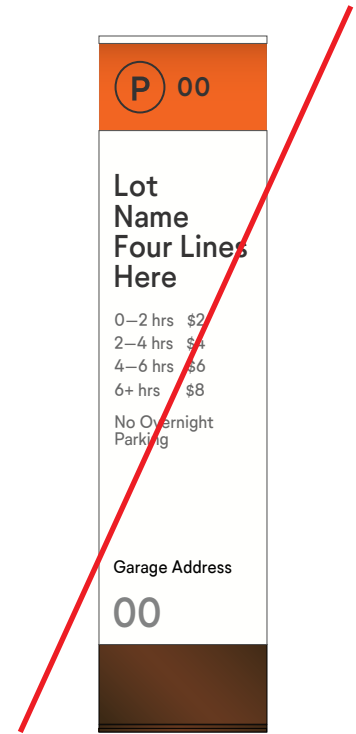 P 00
Lot
Name
Four Lines
Here
0—2 hrs $2
2—4 hrs $4
4—6 hrs $6
6+ hrs $8
No Overnight
Parking
Garage Address
00